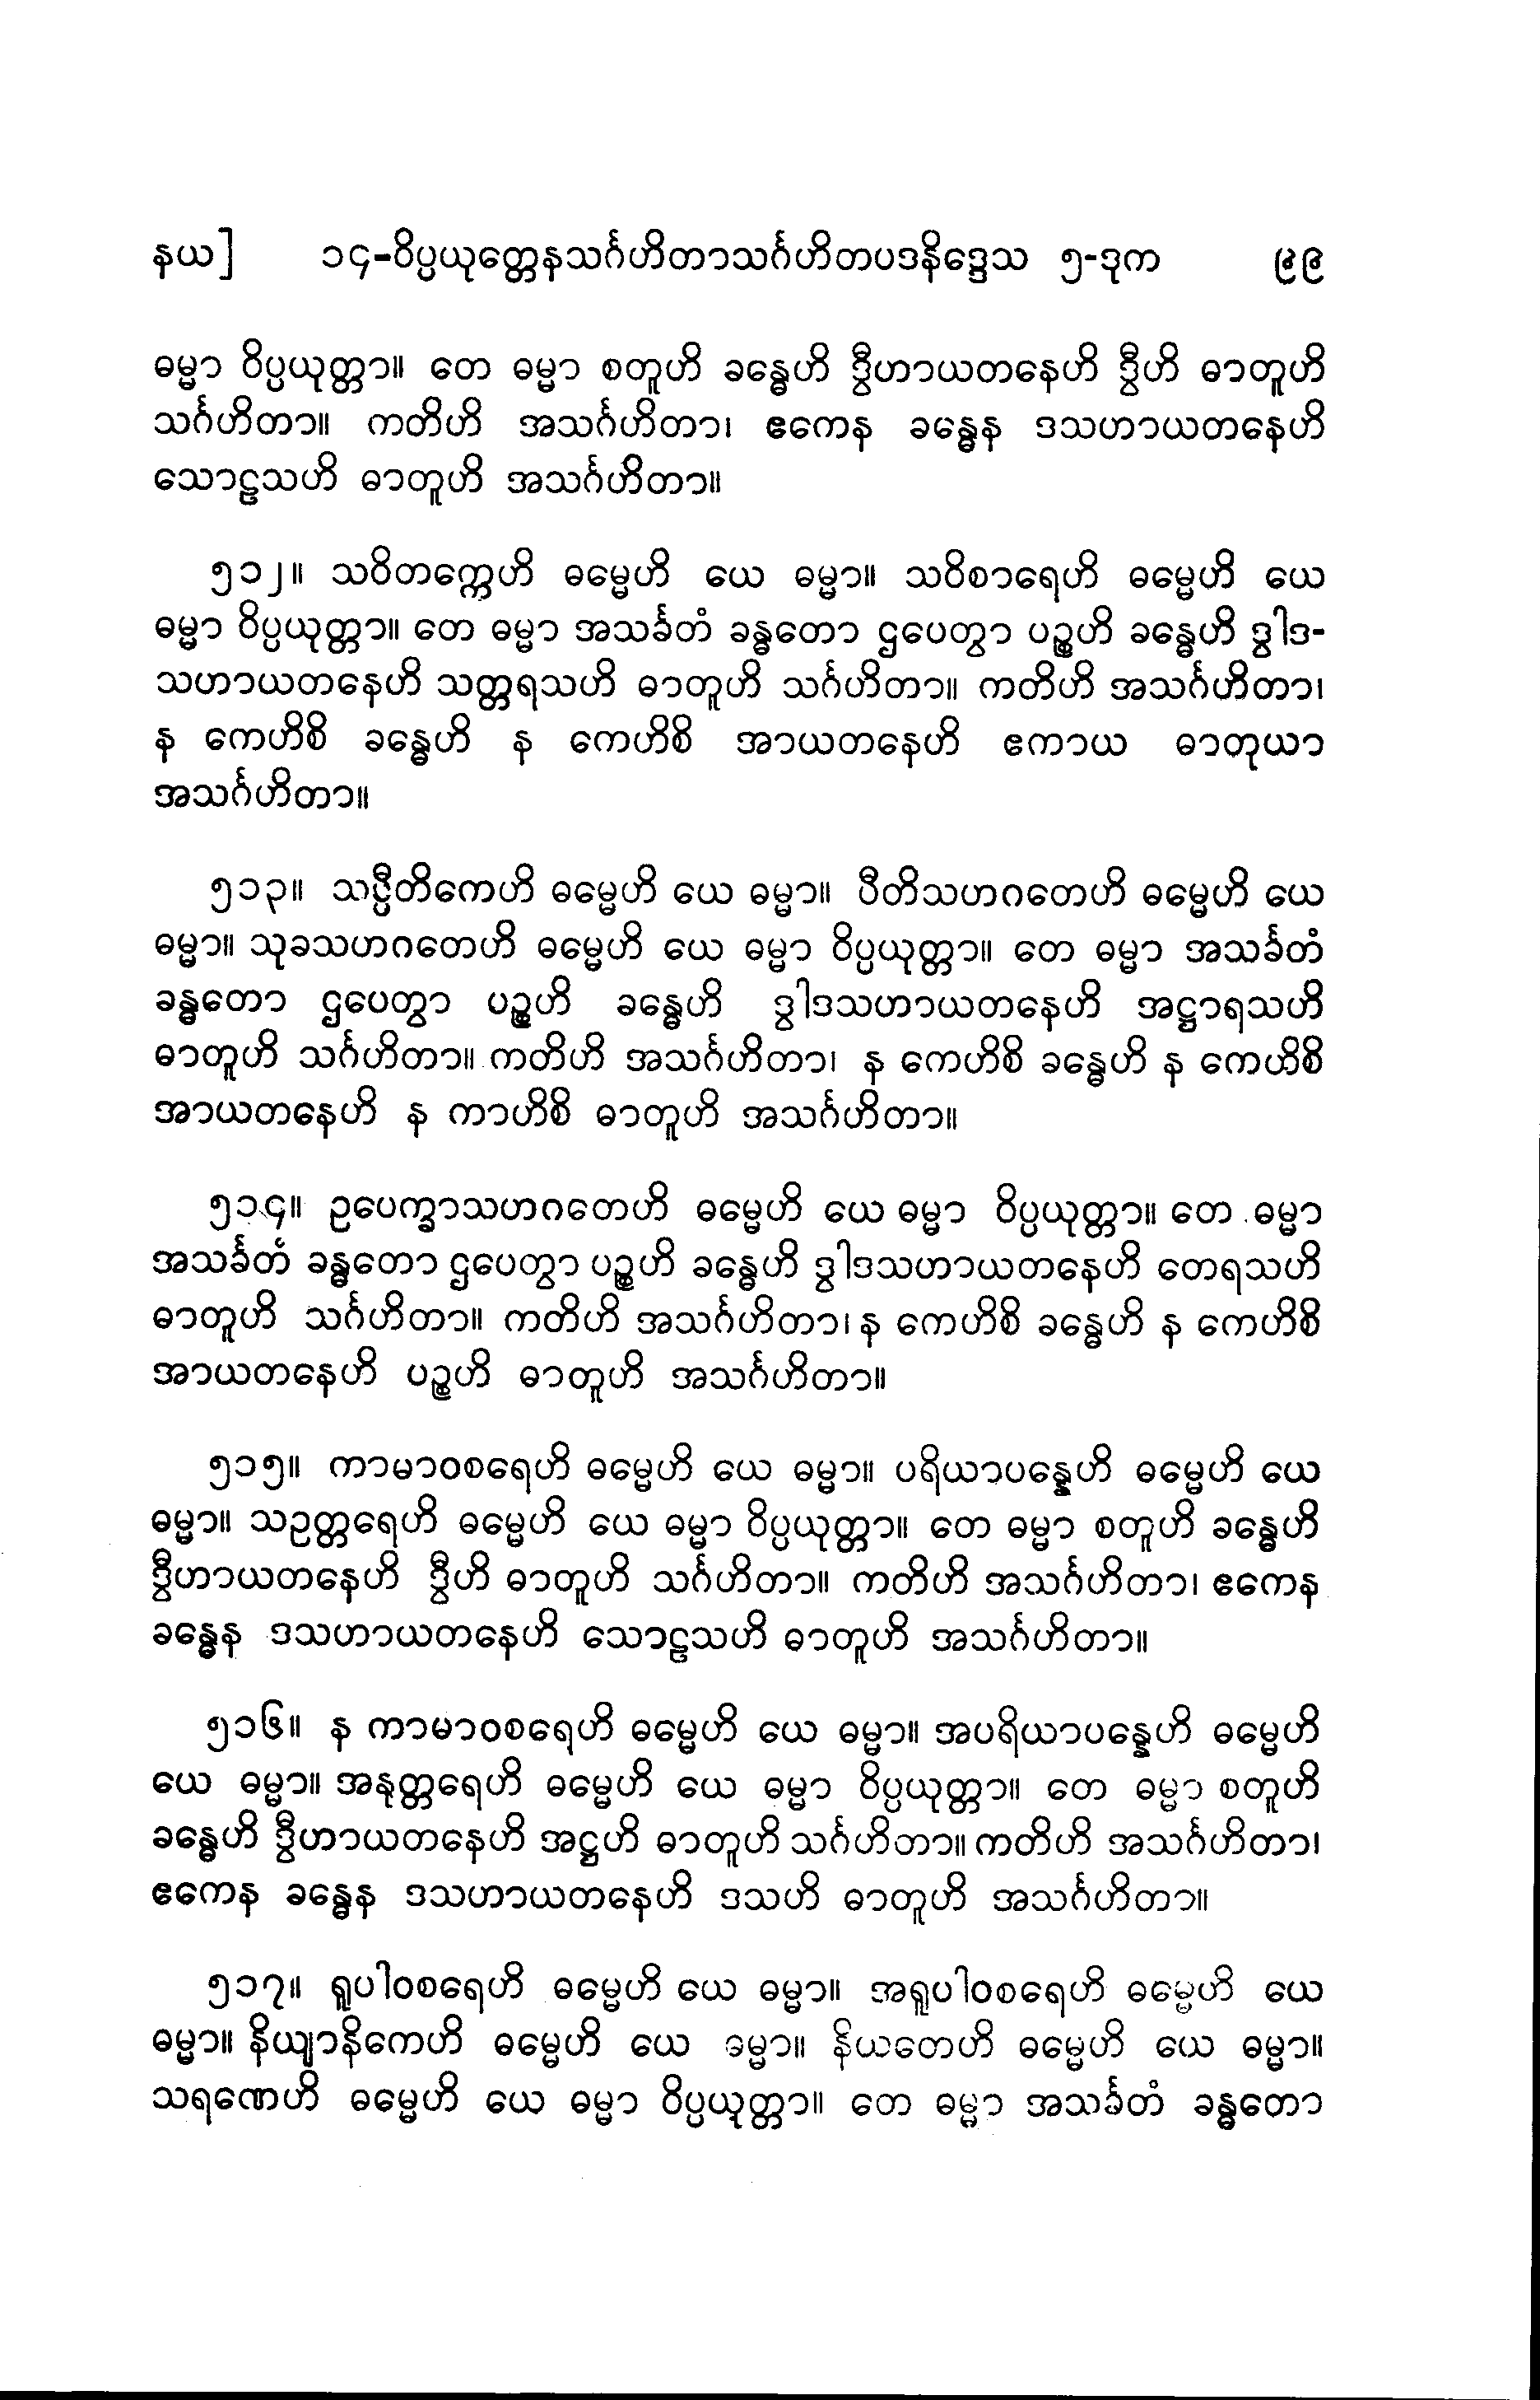 နယ] ၁၄-ဝိပ္ပယုတ္တေနသင်္ဂဟိတာသင်္ဂဟိတပဒနိဒ္ဒေသ ၅-ဒုက ၉၉
ဓမ္မာ ဝိပ္ပယုတ္တာ။ တေ ဓမ္မာ စတူဟိ ခန္ဓေဟိ ဒွီဟာယတနေဟိ ဒွီဟိ ဓာတူဟိ
သင်္ဂဟိတာ။ ကတိဟိ အသင်္ဂဟိတာ၊ ဧကေန ခန္ဓေန ဒသဟာယတနေဟိ
သောဠသဟိ ဓာတူဟိ အသင်္ဂဟိတာ။
၅၁၂။ သဝိတက္ကေဟိ ဓမ္မေဟိ ယေ ဓမ္မာ။ သဝိစာရေဟိ ဓမ္မေဟိ ယေ
ဓမ္မာ ဝိပ္ပယုတ္တာ။ တေ ဓမ္မာ အသင်္ခတံ ခန္ဓတော ဌပေတွာ ပဉ္စဟိ ခန္ဓေဟိ ဒွါဒ-
သဟာယတနေဟိ သတ္တရသဟိ ဓာတူဟိ သင်္ဂဟိတာ။ ကတိဟိ အသင်္ဂဟိတာ၊
န ကေဟိစိ ခန္ဓေဟိ န ကေဟိစိ အာယတနေဟိ ဧကာယ ဓာတုယာ
အသင်္ဂဟိတာ။
၅၁၃။ သပ္ပီတိကေဟိ ဓမ္မေဟိ ယေ ဓမ္မာ။ ပီတိသဟဂတေဟိ ဓမ္မေဟိ ယေ
ဓမ္မာ။ သုခသဟဂတေဟိ ဓမ္မေဟိ ယေ ဓမ္မာ ဝိပ္ပယုတ္တာ။ တေ ဓမ္မာ အသင်္ခတံ
ခန္ဓတော ဌပေတွာ ပဉ္စဟိ ခန္ဓေဟိ ဒွါဒသဟာယတနေဟိ အဋ္ဌာရသဟိ
ဓာတူဟိ သင်္ဂဟိတာ။ ကတိဟိ အသင်္ဂဟိတာ၊ န ကေဟိစိ ခန္ဓေဟိ န ကေဟိစိ
အာယတနေဟိ န ကာဟိစိ ဓာတူဟိ အသင်္ဂဟိတာ။
၅၁၄။ ဥပေက္ခာသဟဂတေဟိ ဓမ္မေဟိ ယေ ဓမ္မာ ဝိပ္ပယုတ္တာ။ တေ ဓမ္မာ
အသင်္ခတံ ခန္ဓတော ဌပေတွာ ပဉ္စဟိ ခန္ဓေဟိ ဒွါဒသဟာယတနေဟိ တေရသဟိ
ဓာတူဟိ သင်္ဂဟိတာ။ ကတိဟိ အသင်္ဂဟိတာ၊ န ကေဟိစိ ခန္ဓေဟိ န ကေဟိစိ
အာယတနေဟိ ပဉ္စဟိ ဓာတူဟိ အသင်္ဂဟိတာ။
၅၁၅။ ကာမာဝစရေဟိ ဓမ္မေဟိ ယေ ဓမ္မာ။ ပရိယာပန္နေဟိ ဓမ္မေဟိ ယေ
ဓမ္မာ။ သဥတ္တရေဟိ ဓမ္မေဟိ ယေ ဓမ္မာ ဝိပ္ပယုတ္တာ။ တေ ဓမ္မာ စတူဟိ ခန္ဓေဟိ
ဒွီဟာယတနေဟိ ဒွီဟိ ဓာတူဟိ သင်္ဂဟိတာ။ ကတိဟိ အသင်္ဂဟိတာ၊ ဧကေန
ခန္ဓေန ဒသဟာယတနေဟိ သောဠသဟိ ဓာတူဟိ အသင်္ဂဟိတာ။
၅၁၆။ န ကာမာဝစရေဟိ ဓမ္မေဟိ ယေ ဓမ္မာ။ အပရိယာပန္နေဟိ ဓမ္မေဟိ
ယေ ဓမ္မာ။ အနုတ္တရေဟိ ဓမ္မေဟိ ယေ ဓမ္မာ ဝိပ္ပယုတ္တာ။ တေ ဓမ္မာ စတူဟိ
ခန္ဓေဟိ ဒွီဟာယတနေဟိ အဋ္ဌဟိ ဓာတူဟိ သင်္ဂဟိတာ။ ကတိဟိ အသင်္ဂဟိတာ၊
ဧကေန ခန္ဓေန ဒသဟာယတနေဟိ ဒသဟိ ဓာတူဟိ အသင်္ဂဟိတာ။
၅၁၇။ ရူပါဝစရေဟိ ဓမ္မေဟိ ယေ ဓမ္မာ။ အရူပါဝစရေဟိ ဓမ္မေဟိ ယေ
ဓမ္မာ။ နိယျာနိကေဟိ ဓမ္မေဟိ ယေ ဓမ္မာ။ နိယတေဟိ ဓမ္မေဟိ ယေ ဓမ္မာ။
သရဏေဟိ ဓမ္မေဟိ ယေ ဓမ္မာ ဝိပ္ပယုတ္တာ။ တေ ဓမ္မာ အသင်္ခတံ ခန္ဓတော